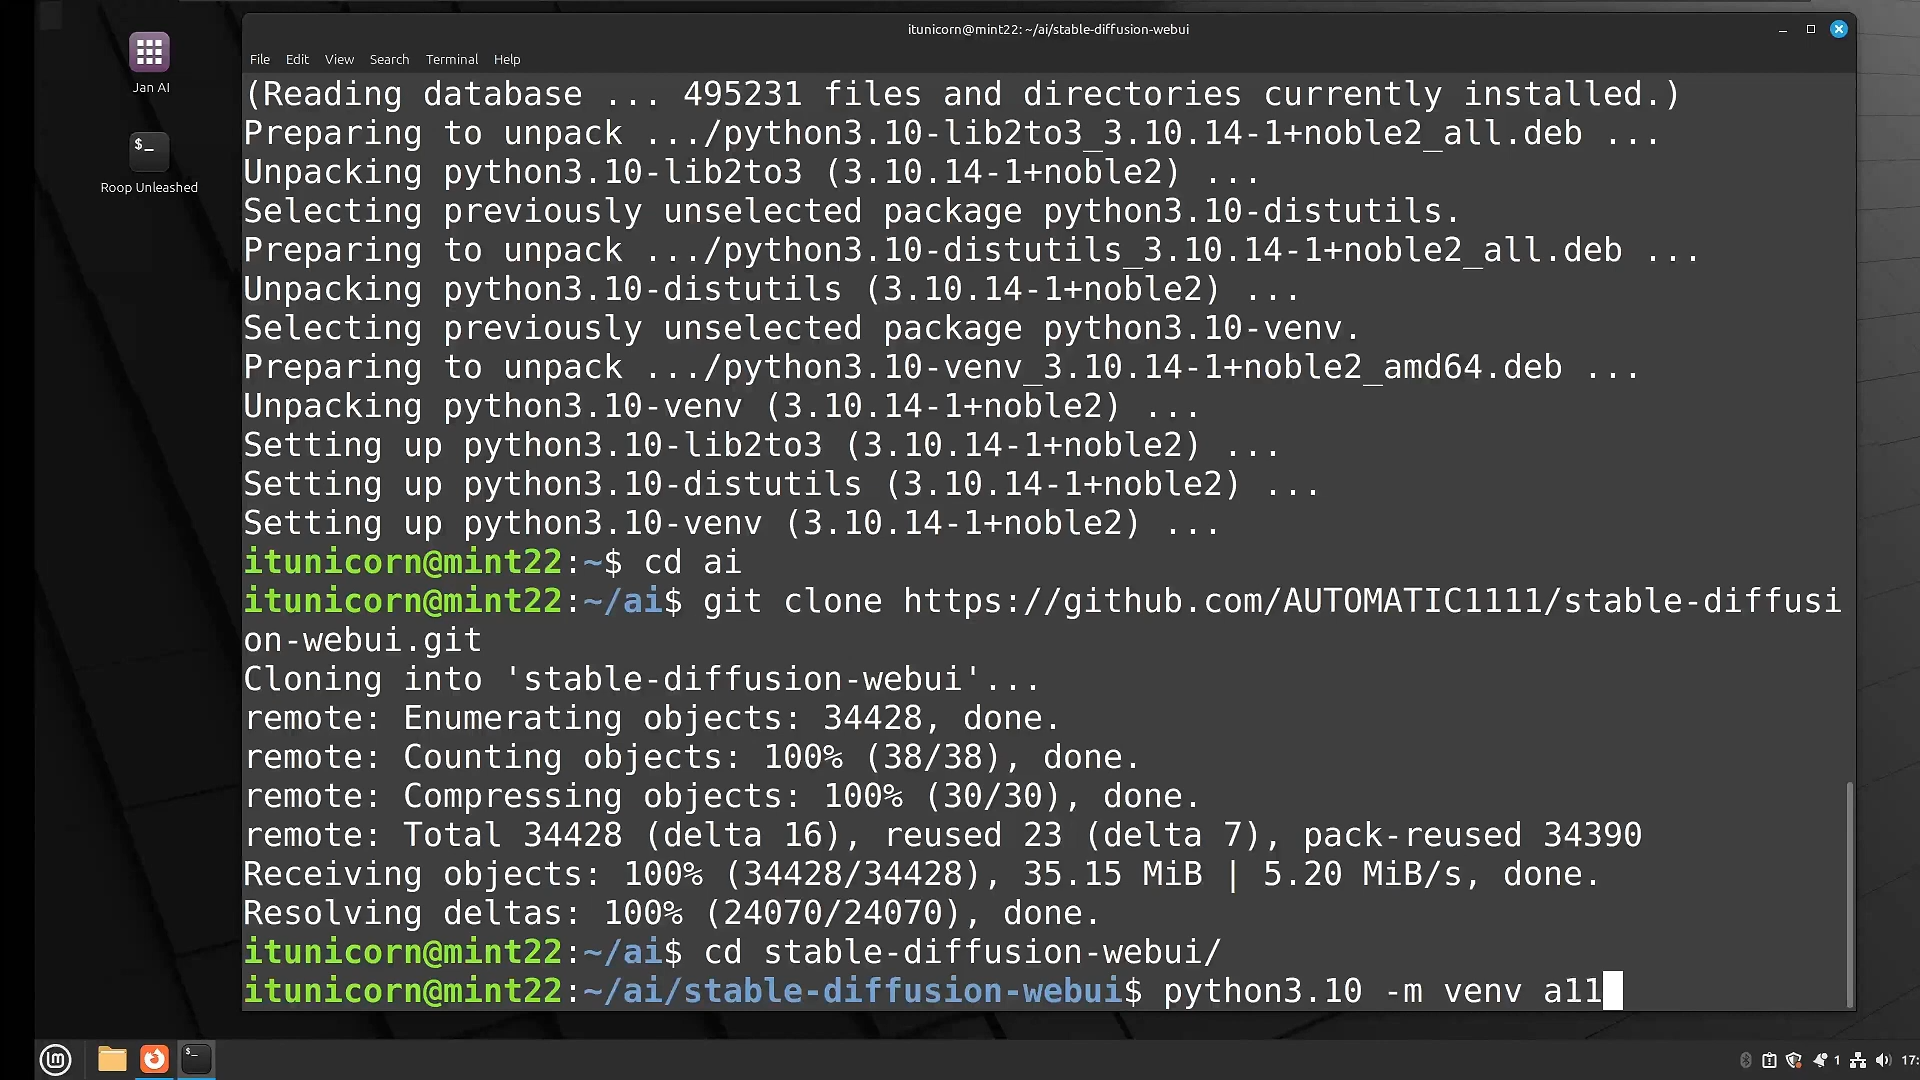 itunicorn@mint22: ~/ai/stable-diffusion-webui
File Edit View Search Terminal Help
Jan AI
$_
Roop Unleashed
(Reading database ... 495231 files and directories currently installed.)
Preparing to unpack .../python3.10-lib2to3_3.10.14-1+noble2_all.deb ...
Unpacking python3.10-lib2to3 (3.10.14-1+noble2) ...
Selecting previously unselected package python3.10-distutils.
Preparing to unpack .../python3.10-distutils_3.10.14-1+noble2_all.deb ...
Unpacking python3.10-distutils (3.10.14-1+noble2) ...
Selecting previously unselected package python3.10-venv.
Preparing to unpack .../python3.10-venv_3.10.14-1+noble2_amd64.deb ...
Unpacking python3.10-venv (3.10.14-1+noble2) ...
Setting up python3.10-lib2to3 (3.10.14-1+noble2) ...
Setting up python3.10-distutils (3.10.14-1+noble2) ...
Setting up python3.10-venv (3.10.14-1+noble2) ...
itunicorn@mint22:~$ cd ai
itunicorn@mint22:~/ai$ git clone https://github.com/AUTOMATIC1111/stable-diffusi
on-webui.git
Cloning into 'stable-diffusion-webui'...
remote: Enumerating objects: 34428, done.
remote: Counting objects: 100% (38/38), done.
remote: Compressing objects: 100% (30/30), done.
remote: Total 34428 (delta 16), reused 23 (delta 7), pack-reused 34390
Receiving objects: 100% (34428/34428), 35.15 MiB | 5.20 MiB/s, done.
Resolving deltas: 100% (24070/24070), done.
itunicorn@mint22:~/ai$ cd stable-diffusion-webui/
itunicorn@mint22:~/ai/stable-diffusion-webui$ python3.10 -m venv a11
$_
1
17: